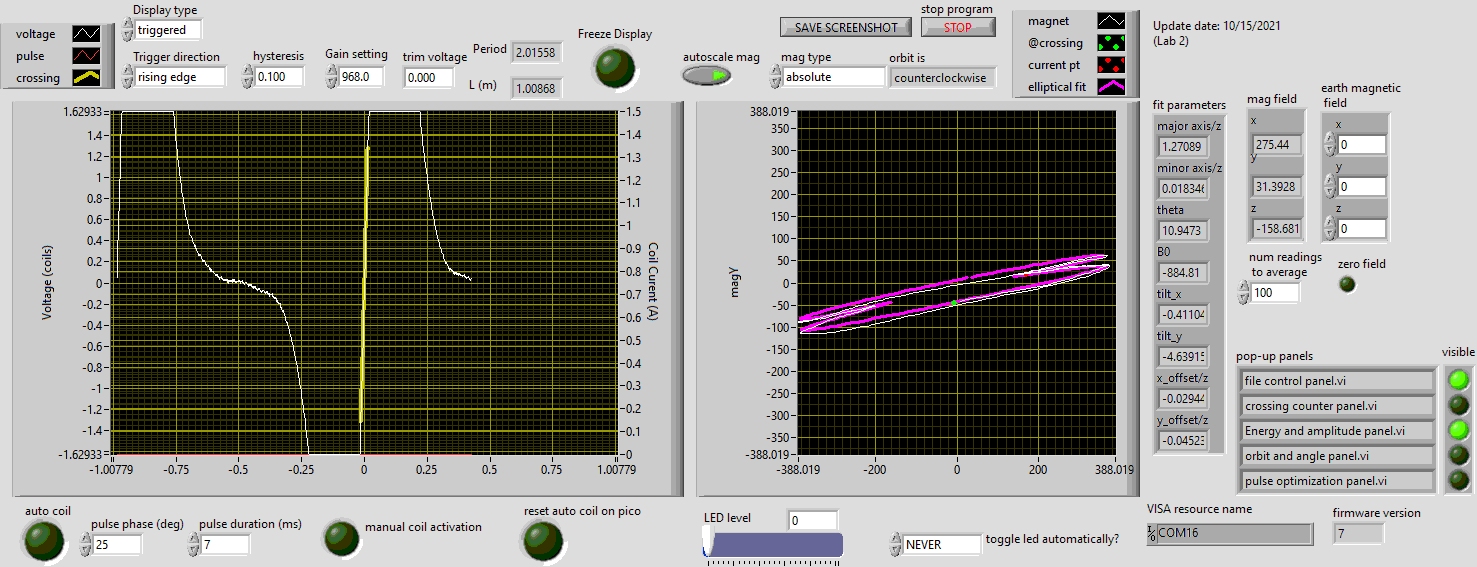 voltage
pulse
crossing
Display type
triggered
Trigger direction
rising edge
hysteresis
0.100
Gain setting
968.0
trim voltage
0.000
Period
2.01558
L (m)
1.00868
Freeze Display
SAVE SCREENSHOT
stop program
STOP
autoscale mag
mag type
absolute
orbit is
counterclockwise
magnet
@crossing
current pt
elliptical fit
Update date: 10/15/2021
(Lab 2)
Voltage (coils)
1.62933
1.4
1.2
1
0.8
0.6
0.4
0.2
0
-0.2
-0.4
-0.6
-0.8
-1
-1.2
-1.4
-1.62933
-1.00779
-0.75
-0.5
-0.25
0
0.25
0.5
0.75
1.00779
1.5
1.4
1.3
1.2
1.1
1
0.9
0.8
0.7
0.6
0.5
0.4
0.3
0.2
0.1
0
Coil Curent (A)
magy
388.019
350
300
250
200
150
100
50
0
-50
-100
-150
-200
-250
-300
-350
-388.019
-388.019
-200
0
200
388.019
fit parameters
major axis/z
1.27089
minor axis/z
0.018346
theta
10.9473
B0
-884.81
tilt_x
-0.41104
tilt_y
-4.63915
x_offset/z
-0.02944
y_offset/z
-0.04523
mag field
x
275.44
y
31.3928
z
-158.681
earth magnetic
field
x
0
y
0
z
0
num readings
to average
100
zero field
pop-up panels
visible
file control panel.vi
crossing counter panel.vi
Energy and amplitude panel.vi
orbit and angle panel.vi
pulse optimization panel.vi
auto coil
pulse phase (deg)
25
pulse duration (ms)
7
manual coil activation
reset auto coil on pico
LED level
0
NEVER
toggle led automatically?
VISA resource name
COM16
firmware version
7